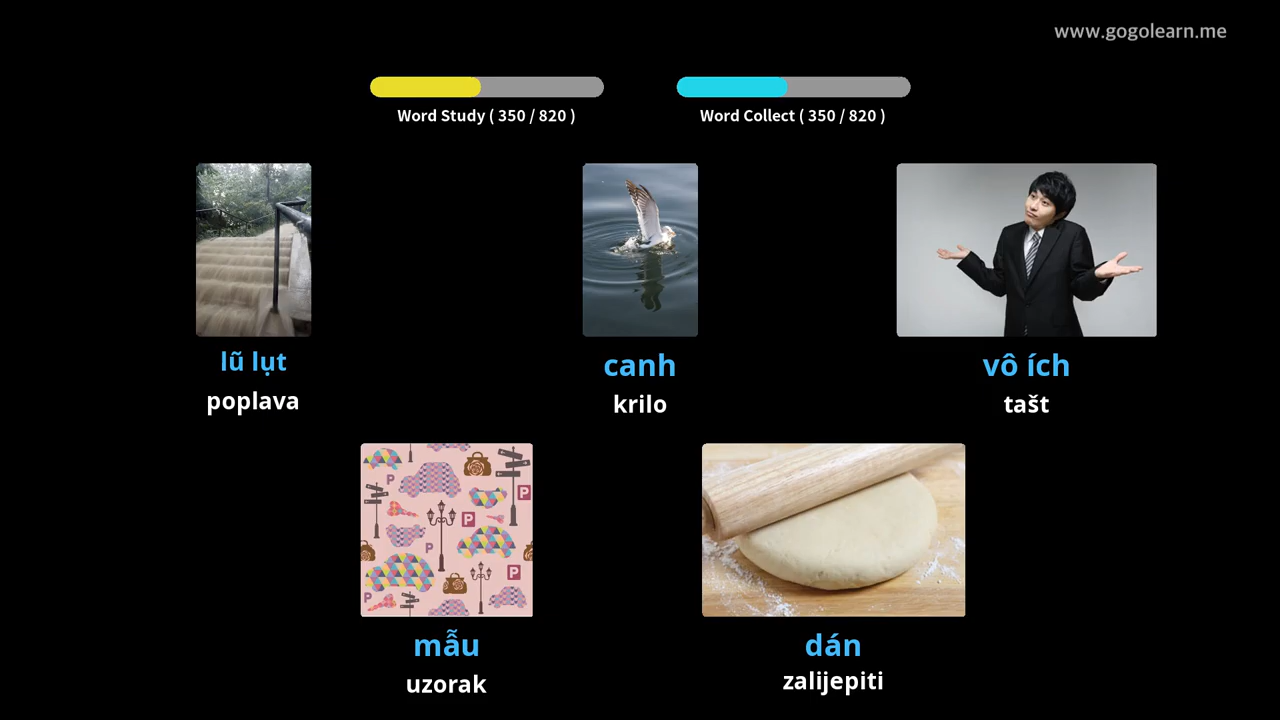 www.gogolearn.me
Word Study ( 350 / 820 )
Word Collect ( 350 / 820 )
lũ lụt
poplava
canh
krilo
vô ích
tašt
P
P
P
P
P
P
mẫu
uzorak
dán
zalijepiti